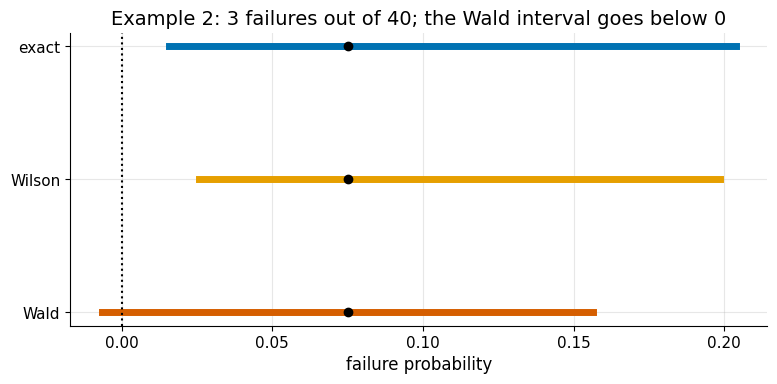 Example 2: 3 failures out of 40; the Wald interval goes below 0
exact
Wilson
Wald
0.00 0.05 0.10 0.15 0.20
failure probability